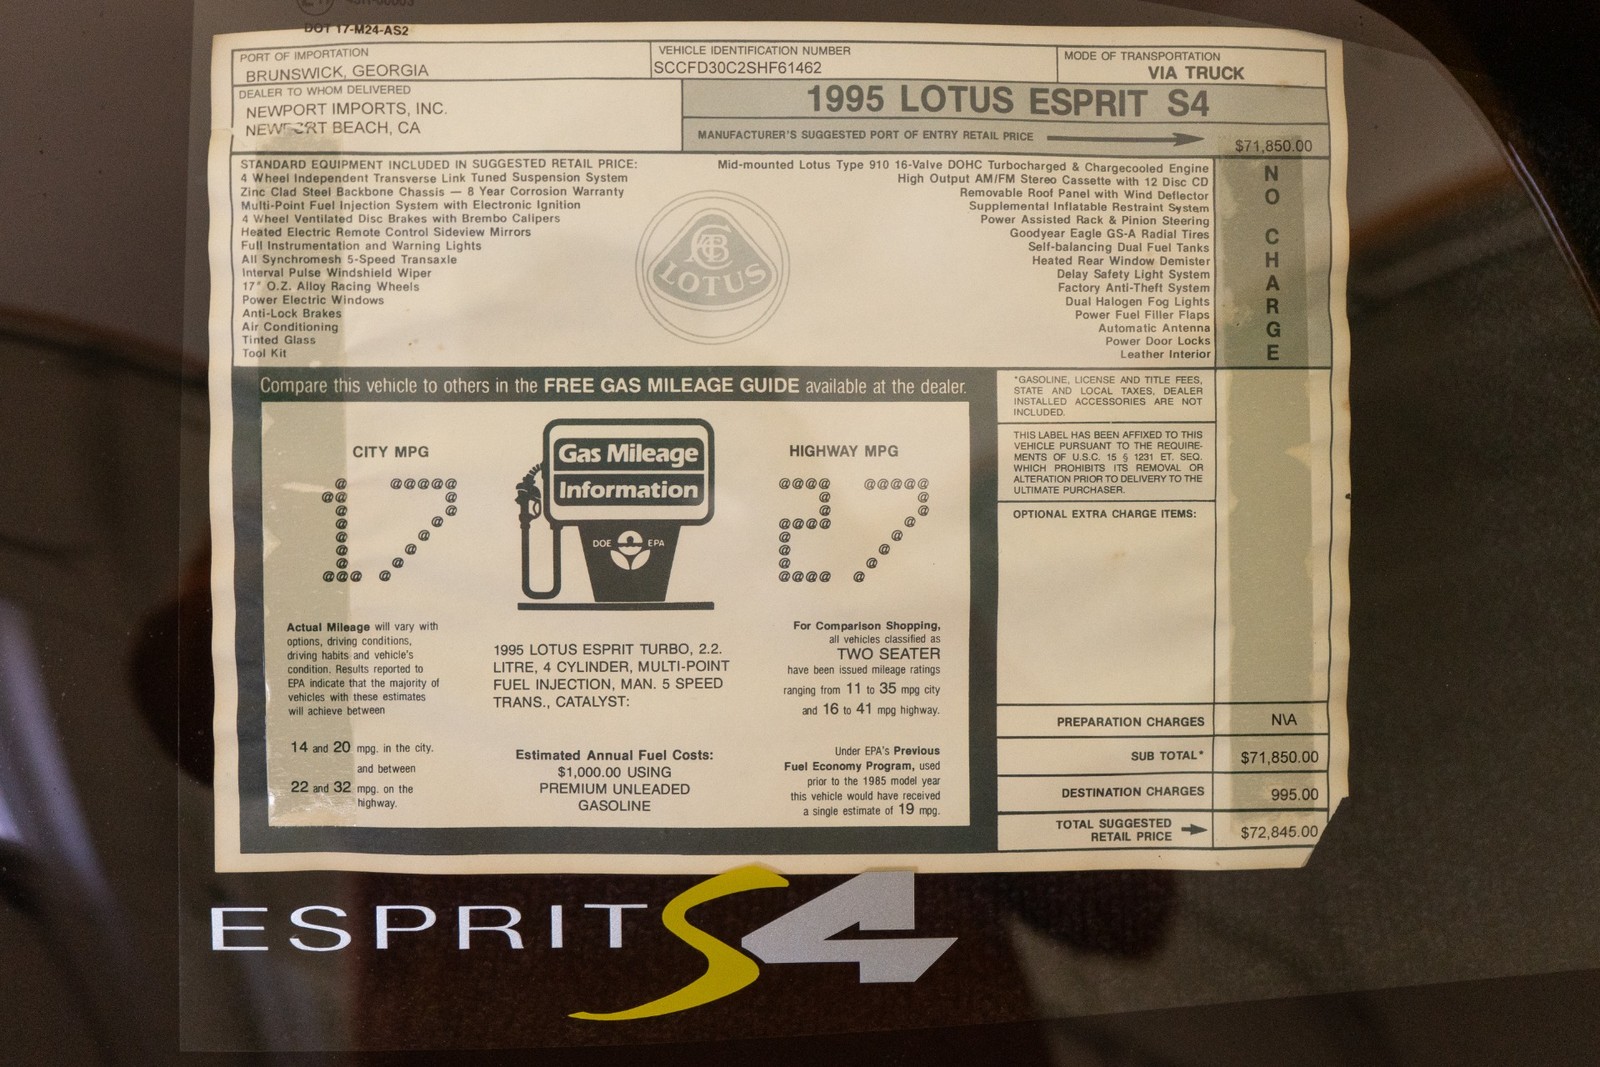 DOT 17-M24-AS2
PORT OF IMPORTATION
BRUNSWICK, GEORGIA
VEHICLE IDENTIFICATION NUMBER
SCCFD30C2SHF61462
MODE OF TRANSPORTATION
VIA TRUCK
DEALER TO WHOM DELIVERED
NEWPORT IMPORTS, INC.
NEWPORT BEACH, CA
1995 LOTUS ESPRIT S4
MANUFACTURER'S SUGGESTED PORT OF ENTRY RETAIL PRICE
$71,850.00
STANDARD EQUIPMENT INCLUDED IN SUGGESTED RETAIL PRICE:
4 Wheel Independent Transverse Link Tuned Suspension System
Zinc Clad Steel Backbone Chassis — 8 Year Corrosion Warranty
Multi-Point Fuel Injection System with Electronic Ignition
4 Wheel Ventilated Disc Brakes with Brembo Calipers
Heated Electric Remote Control Sideview Mirrors
Full Instrumentation and Warning Lights
All Synchromesh 5-Speed Transaxle
Interval Pulse Windshield Wiper
17" O.Z. Alloy Racing Wheels
Power Electric Windows
Anti-Lock Brakes
Air Conditioning
Tinted Glass
Tool Kit
LOTUS
Mid-mounted Lotus Type 910 16-Valve DOHC Turbocharged & Chargecooled Engine
High Output AM/FM Stereo Cassette with 12 Disc CD
Removable Roof Panel with Wind Deflector
Supplemental Inflatable Restraint System
Power Assisted Rack & Pinion Steering
Goodyear Eagle GS-A Radial Tires
Self-balancing Dual Fuel Tanks
Heated Rear Window Demister
Delay Safety Light System
Factory Anti-Theft System
Dual Halogen Fog Lights
Power Fuel Filler Flaps
Automatic Antenna
Power Door Locks
Leather Interior
NO CHARGE
Compare this vehicle to others in the FREE GAS MILEAGE GUIDE available at the dealer.
CITY MPG
17
Gas Mileage
Information
DOE EPA
HIGHWAY MPG
27
Actual Mileage will vary with
options, driving conditions,
driving habits and vehicle's
condition. Results reported to
EPA indicate that the majority of
vehicles with these estimates
will achieve between
14 and 20 mpg. in the city.
and between
22 and 32 mpg. on the
highway.
1995 LOTUS ESPRIT TURBO, 2.2.
LITRE, 4 CYLINDER, MULTI-POINT
FUEL INJECTION, MAN. 5 SPEED
TRANS., CATALYST:
Estimated Annual Fuel Costs:
$1,000.00 USING
PREMIUM UNLEADED
GASOLINE
For Comparison Shopping,
all vehicles classified as
TWO SEATER
have been issued mileage ratings
ranging from 11 to 35 mpg city
and 16 to 41 mpg highway.
Under EPA's Previous
Fuel Economy Program, used
prior to the 1985 model year
this vehicle would have received
a single estimate of 19 mpg.
*GASOLINE, LICENSE AND TITLE FEES,
STATE AND LOCAL TAXES, DEALER
INSTALLED ACCESSORIES ARE NOT
INCLUDED.
THIS LABEL HAS BEEN AFFIXED TO THIS
VEHICLE PURSUANT TO THE REQUIRE-
MENTS OF U.S.C. 15 § 1231 ET. SEQ.
WHICH PROHIBITS ITS REMOVAL OR
ALTERATION PRIOR TO DELIVERY TO THE
ULTIMATE PURCHASER.
OPTIONAL EXTRA CHARGE ITEMS:
PREPARATION CHARGES N\A
SUB TOTAL* $71,850.00
DESTINATION CHARGES 995.00
TOTAL SUGGESTED
RETAIL PRICE $72,845.00
ESPRIT S4